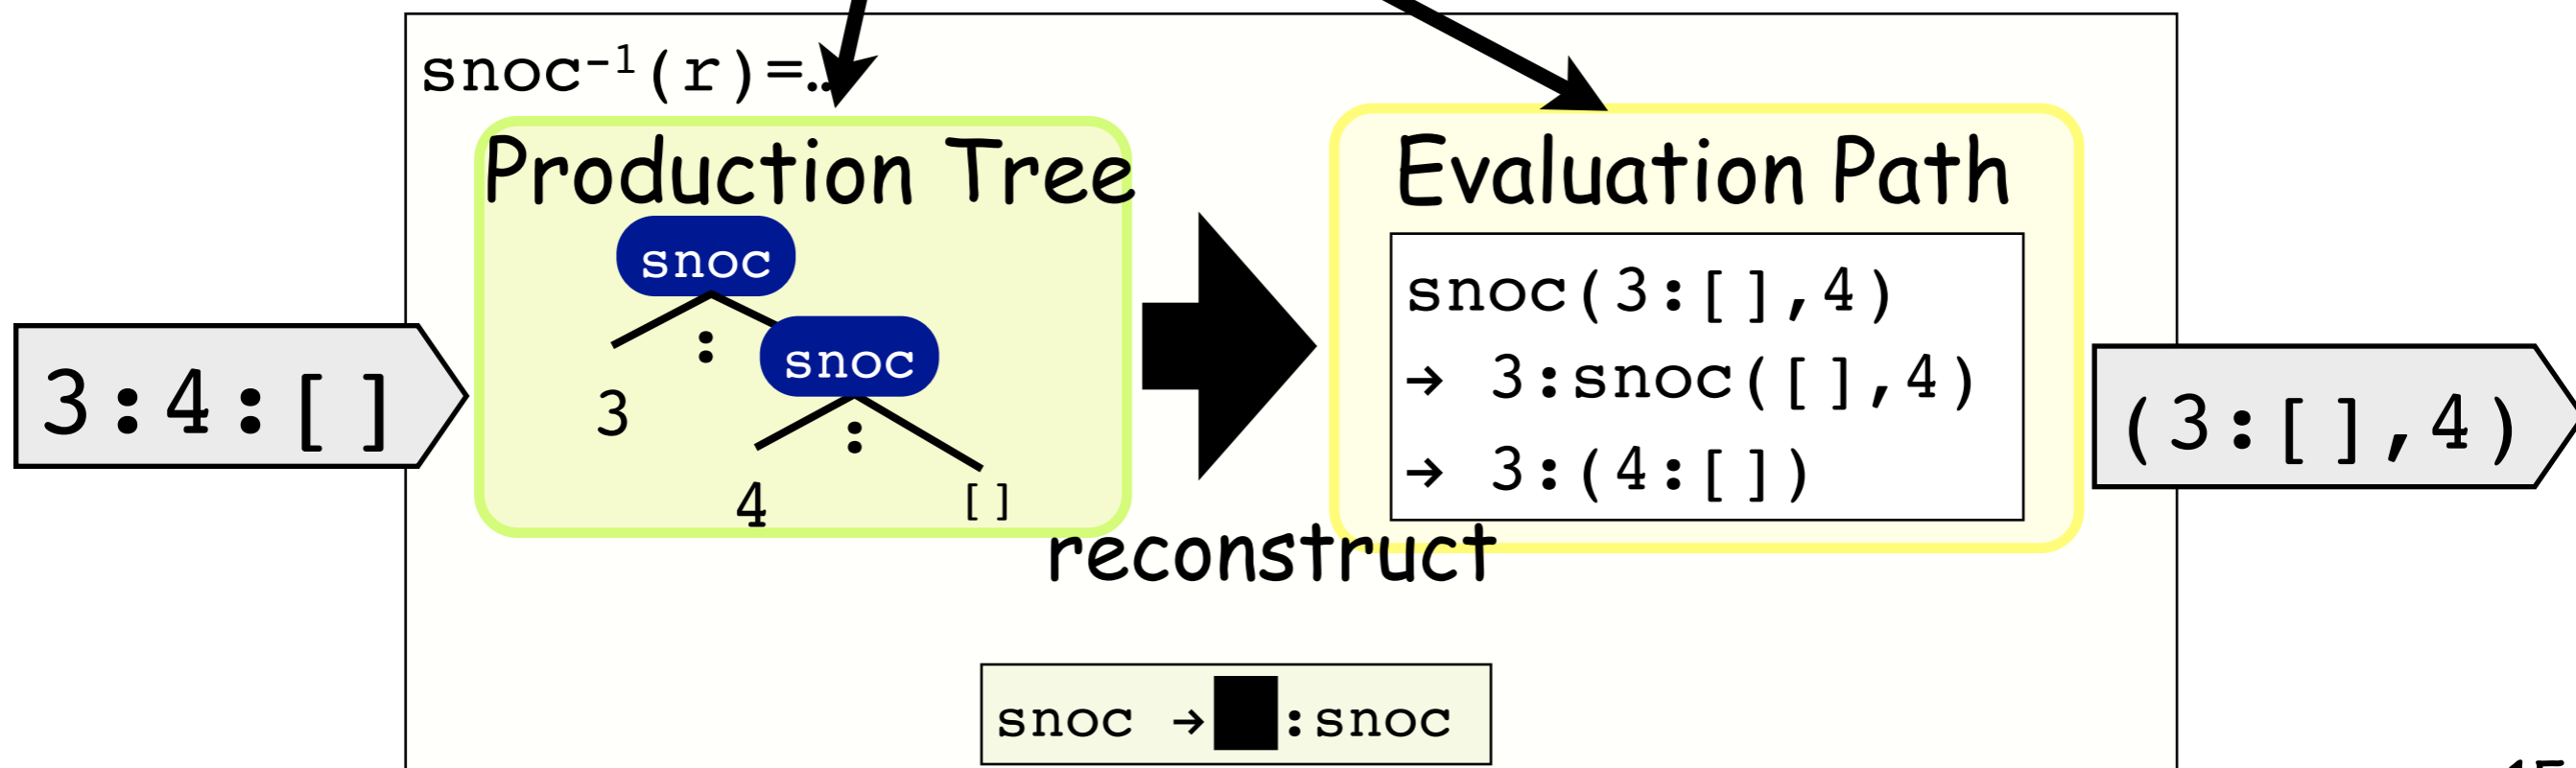 snoc⁻¹(r)=…
Production Tree
snoc
:
snoc
3
:
4
[]
3:4:[]
Evaluation Path
snoc(3:[],4)
→ 3:snoc([],4)
→ 3:(4:[])
(3:[],4)
reconstruct
snoc →■:snoc